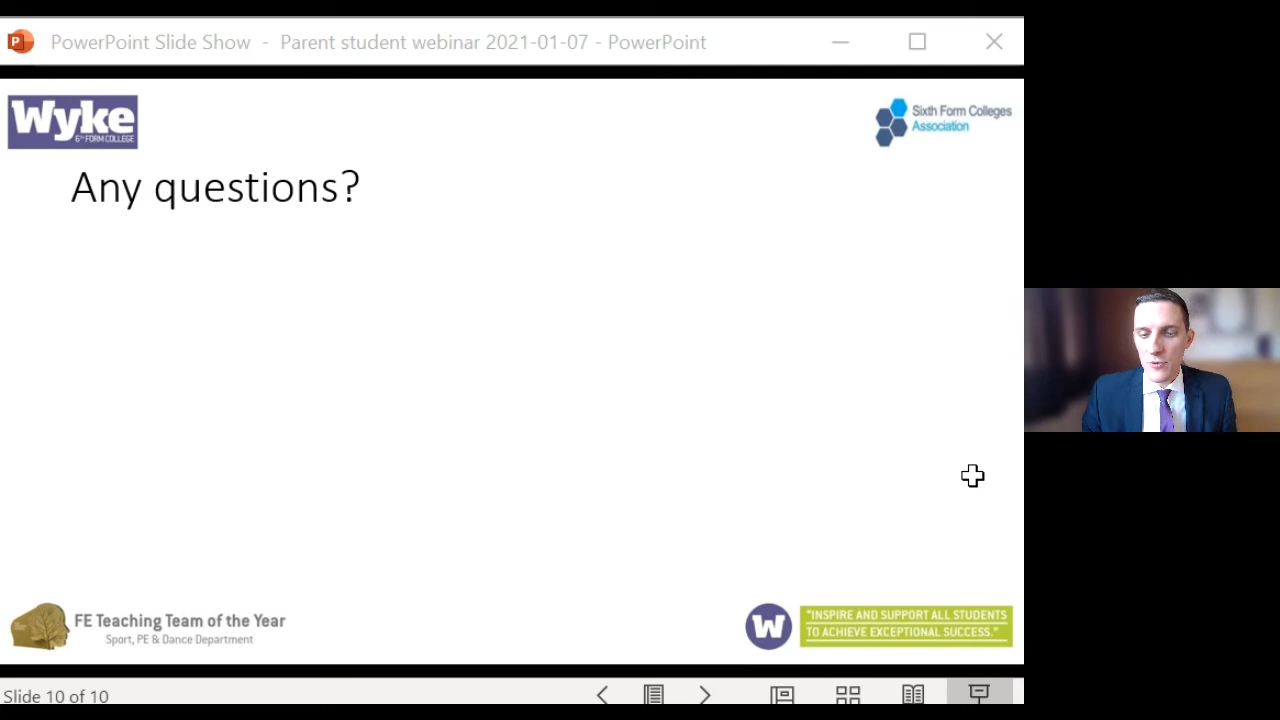 P PowerPoint Slide Show - Parent student webinar 2021-01-07 - PowerPoint
Wyke
6TH FORM COLLEGE
Sixth Form Colleges
Association
Any questions?
FE Teaching Team of the Year
Sport, PE & Dance Department
W
"INSPIRE AND SUPPORT ALL STUDENTS
TO ACHIEVE EXCEPTIONAL SUCCESS."
Slide 10 of 10